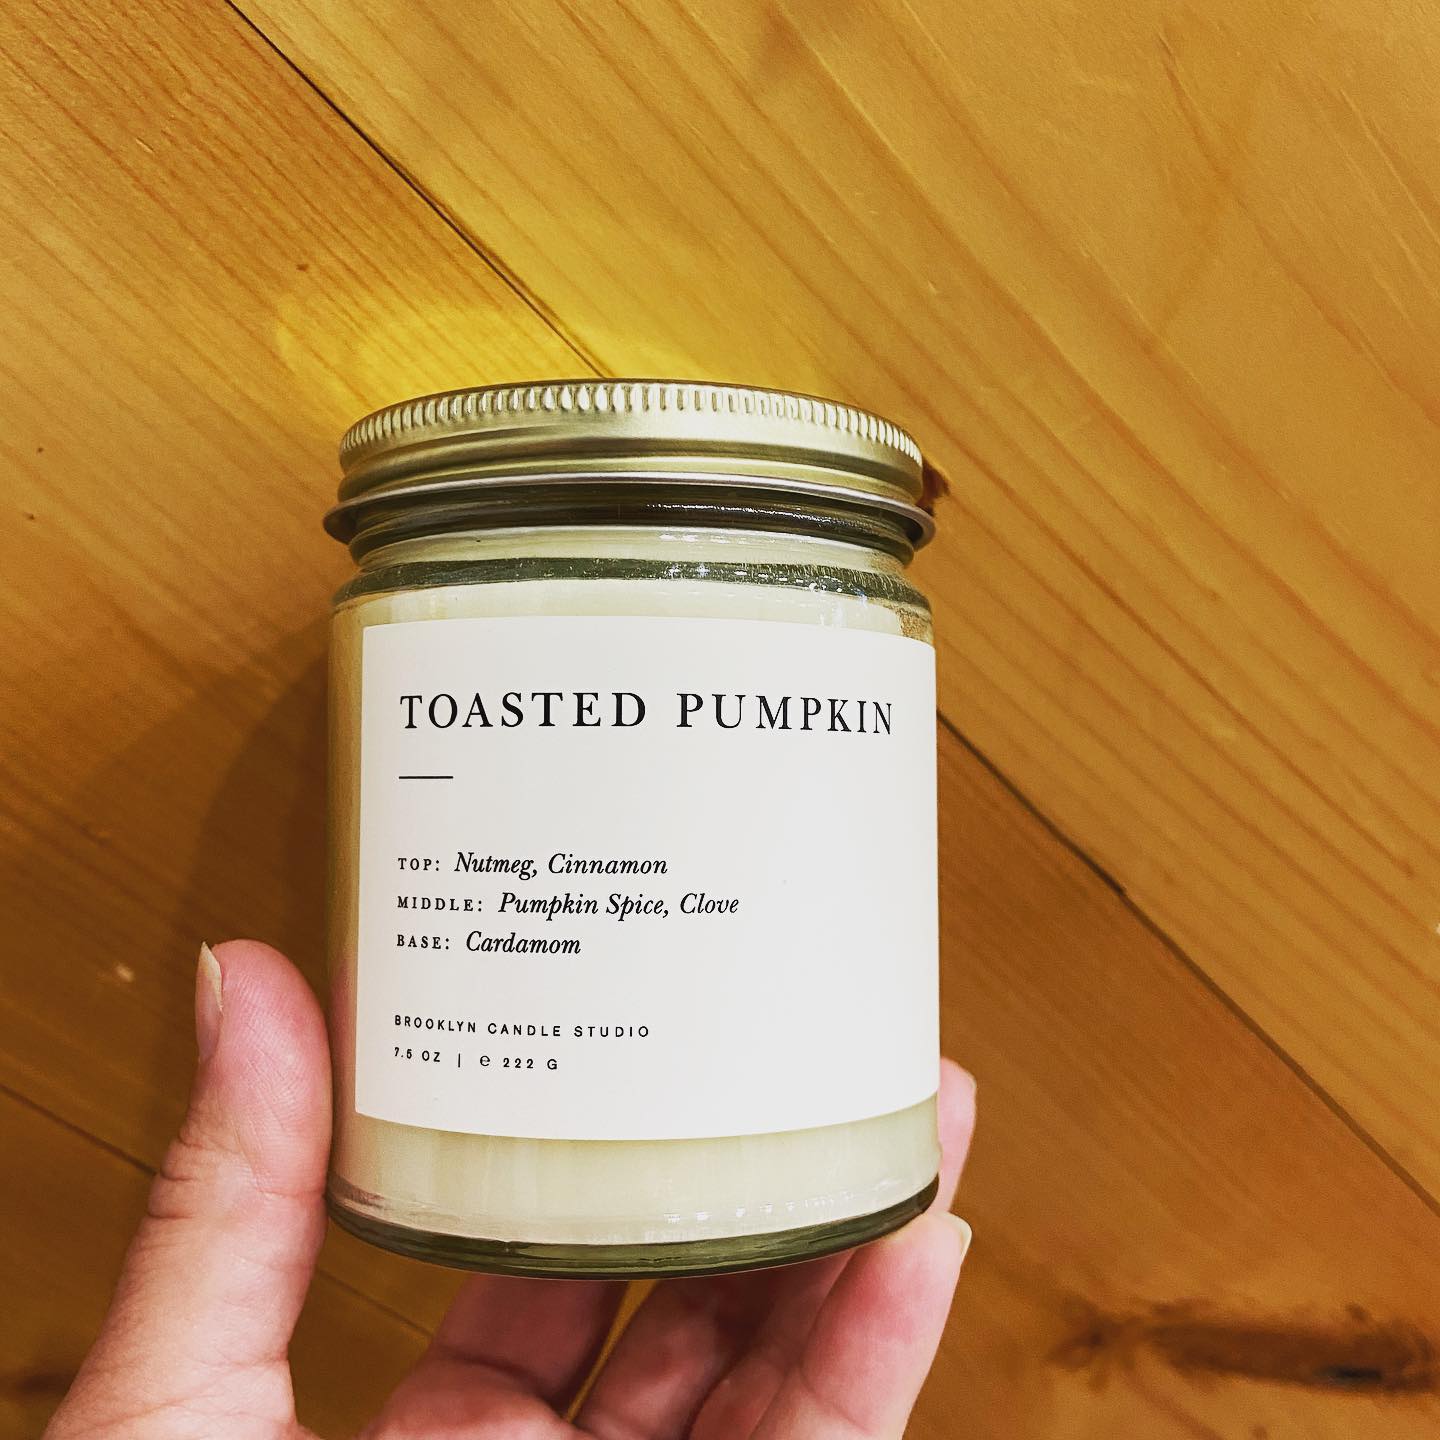 TOASTED PUMPKIN
TOP: Nutmeg, Cinnamon
MIDDLE: Pumpkin Spice, Clove
BASE: Cardamom
BROOKLYN CANDLE STUDIO
7.5 OZ | ℮ 222 G